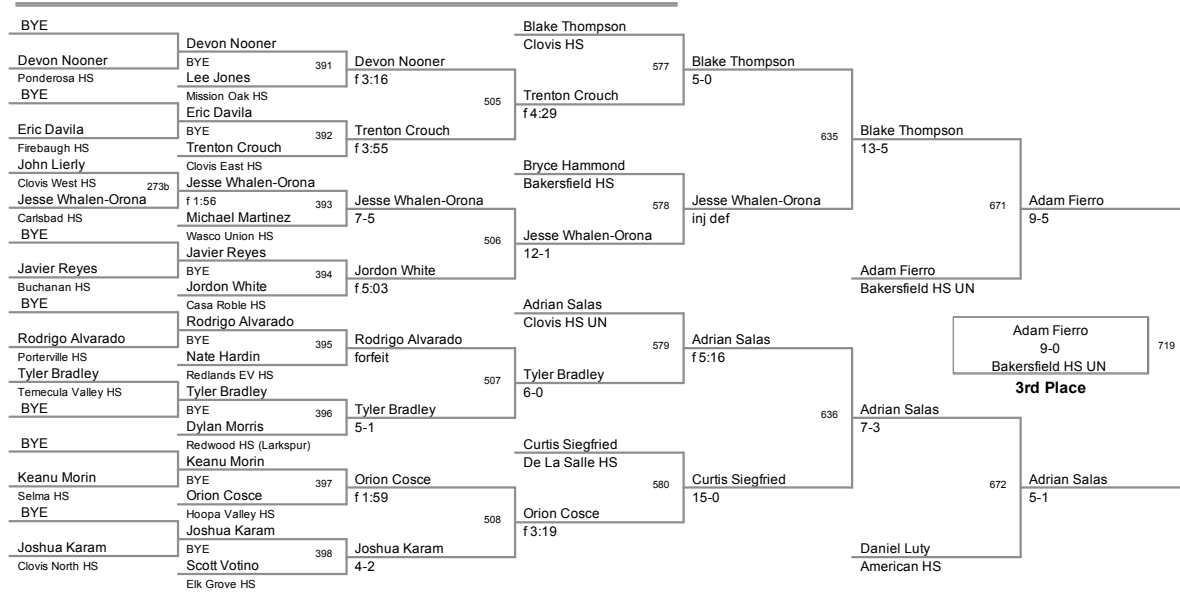 BYE
Devon Nooner
Ponderosa HS
BYE
Eric Davila
Firebaugh HS
John Lierly
Clovis West HS
273b
Jesse Whalen-Orona
Carlsbad HS
BYE
Javier Reyes
Buchanan HS
BYE
Rodrigo Alvarado
Porterville HS
Tyler Bradley
Temecula Valley HS
BYE
BYE
Keanu Morin
Selma HS
BYE
Joshua Karam
Clovis North HS
Devon Nooner
BYE
391
Lee Jones
Mission Oak HS
Eric Davila
BYE
392
Trenton Crouch
Clovis East HS
Jesse Whalen-Orona
f 1:56
393
Michael Martinez
Wasco Union HS
Javier Reyes
BYE
394
Jordon White
Casa Roble HS
Rodrigo Alvarado
BYE
395
Nate Hardin
Redlands EV HS
Tyler Bradley
BYE
396
Dylan Morris
Redwood HS (Larkspur)
Keanu Morin
BYE
397
Orion Cosce
Hoopa Valley HS
Joshua Karam
BYE
398
Scott Votino
Elk Grove HS
Devon Nooner
f 3:16
505
Trenton Crouch
f 3:55
Jesse Whalen-Orona
7-5
506
Jordon White
f 5:03
Rodrigo Alvarado
forfeit
507
Tyler Bradley
5-1
Orion Cosce
f 1:59
508
Joshua Karam
4-2
Blake Thompson
Clovis HS
577
Trenton Crouch
f 4:29
Bryce Hammond
Bakersfield HS
578
Jesse Whalen-Orona
12-1
Adrian Salas
Clovis HS UN
579
Tyler Bradley
6-0
Curtis Siegfried
De La Salle HS
580
Orion Cosce
f 3:19
Blake Thompson
5-0
635
Jesse Whalen-Orona
inj def
Adrian Salas
f 5:16
636
Curtis Siegfried
15-0
Blake Thompson
13-5
671
Adam Fierro
Bakersfield HS UN
Adrian Salas
7-3
672
Daniel Luty
American HS
Adam Fierro
9-5
Adrian Salas
5-1
Adam Fierro
9-0
Bakersfield HS UN
719
3rd Place